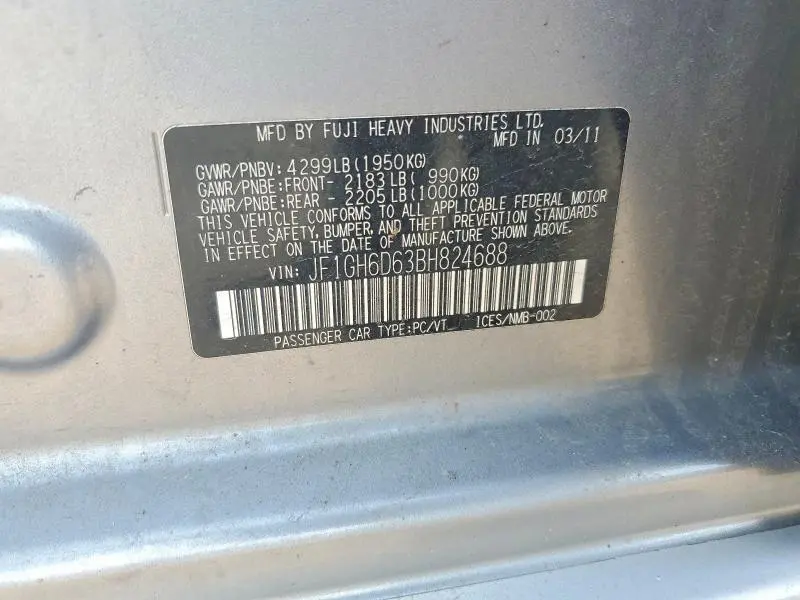 MFD BY FUJI HEAVY INDUSTRIES LTD.
MFD IN 03/11
GVWR/PNBV: 4299LB(1950KG)
GAWR/PNBE:FRONT- 2183LB( 990KG)
GAWR/PNBE:REAR - 2205LB(1000KG)
THIS VEHICLE CONFORMS TO ALL APPLICABLE FEDERAL MOTOR
VEHICLE SAFETY, BUMPER, AND THEFT PREVENTION STANDARDS
IN EFFECT ON THE DATE OF MANUFACTURE SHOWN ABOVE.
VIN: JF1GH6D63BH824688
PASSENGER CAR TYPE:PC/VT ICES/NMB-002